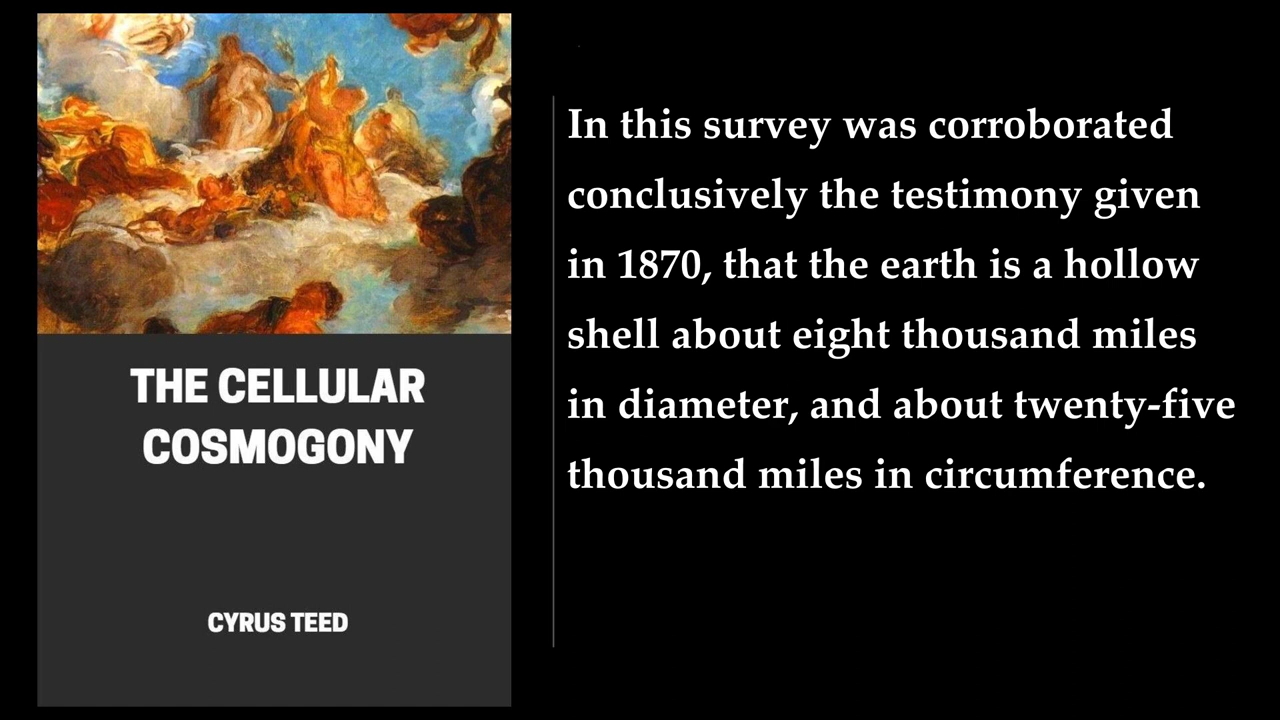 THE CELLULAR
COSMOGONY
CYRUS TEED
In this survey was corroborated
conclusively the testimony given
in 1870, that the earth is a hollow
shell about eight thousand miles
in diameter, and about twenty-five
thousand miles in circumference.